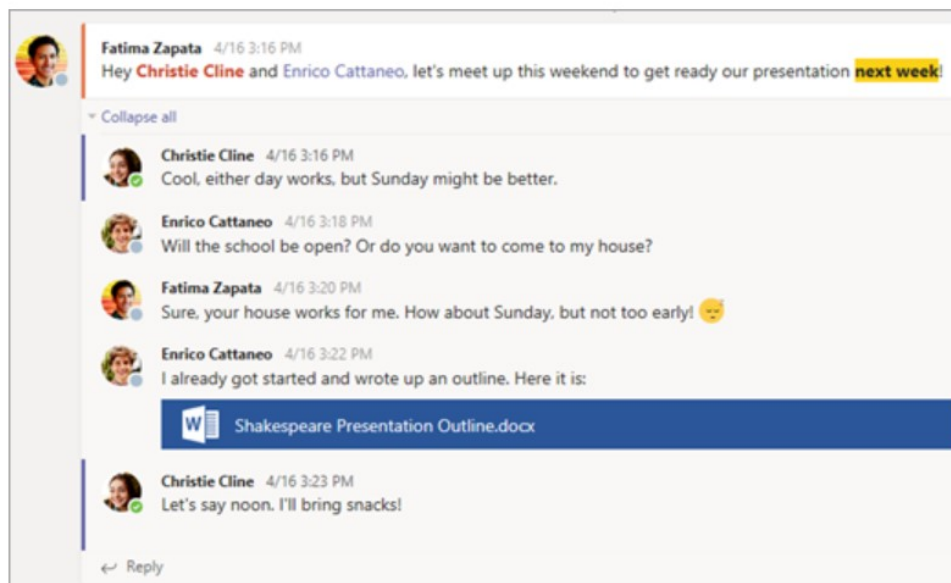 Fatima Zapata 4/16 3:16 PM
Hey Christie Cline and Enrico Cattaneo, let's meet up this weekend to get ready our presentation next week!
Collapse all
Christie Cline 4/16 3:16 PM
Cool, either day works, but Sunday might be better.
Enrico Cattaneo 4/16 3:18 PM
Will the school be open? Or do you want to come to my house?
Fatima Zapata 4/16 3:20 PM
Sure, your house works for me. How about Sunday, but not too early! 😴
Enrico Cattaneo 4/16 3:22 PM
I already got started and wrote up an outline. Here it is:
W Shakespeare Presentation Outline.docx
Christie Cline 4/16 3:23 PM
Let's say noon. I'll bring snacks!
Reply